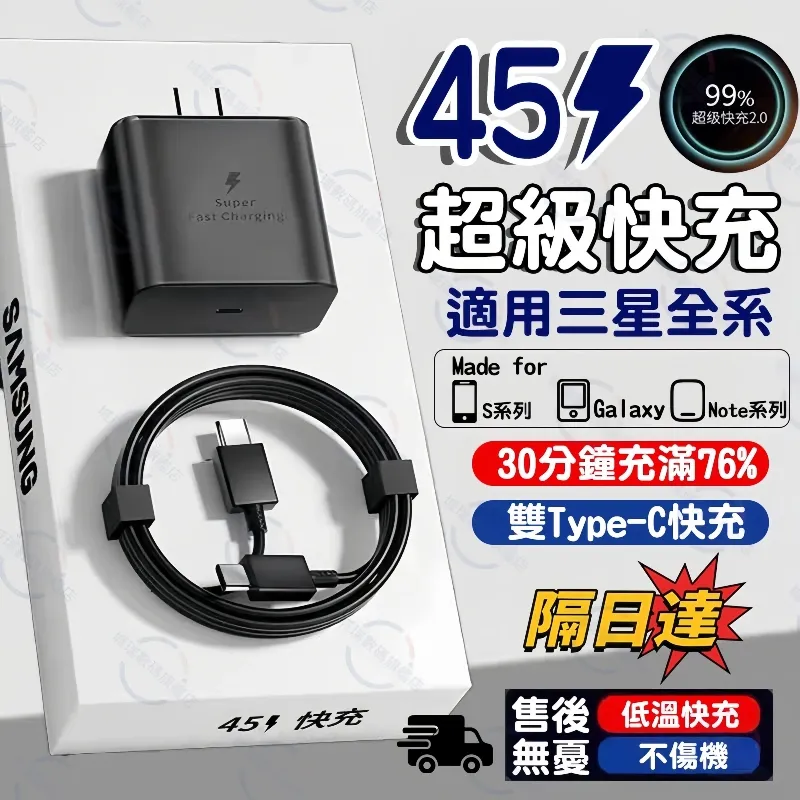 45
99%
超级快充2.0
超級快充
適用三星全系
Made for
S系列
Galaxy
Note系列
30分鐘充滿76%
雙Type-C快充
隔日達
售後無憂
低溫快充
不傷機
Super
Fast Charging
SAMSUNG
45 快充